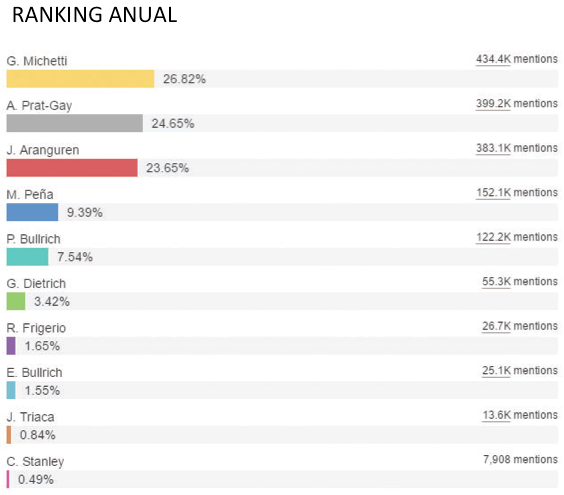 RANKING ANUAL
G. Michetti 434.4K mentions
26.82%
A. Prat-Gay 399.2K mentions
24.65%
J. Aranguren 383.1K mentions
23.65%
M. Peña 152.1K mentions
9.39%
P. Bullrich 122.2K mentions
7.54%
G. Dietrich 55.3K mentions
3.42%
R. Frigerio 26.7K mentions
1.65%
E. Bullrich 25.1K mentions
1.55%
J. Triaca 13.6K mentions
0.84%
C. Stanley 7,908 mentions
0.49%